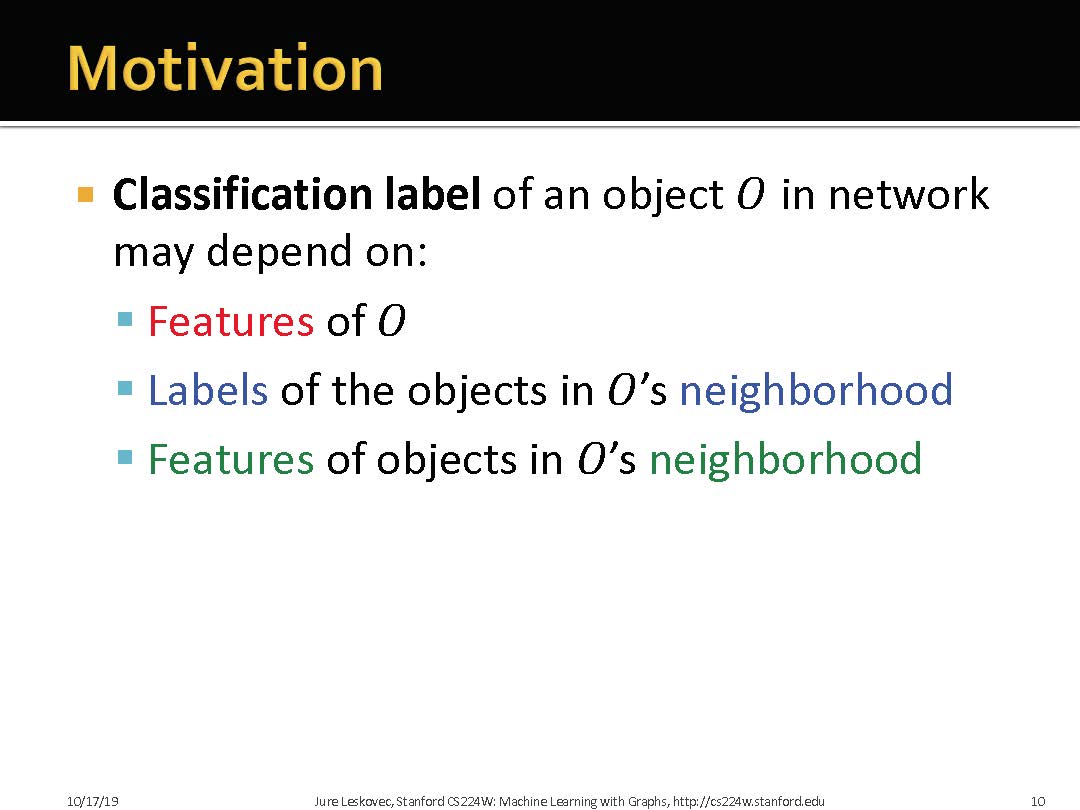 Motivation
▪ Classification label of an object O in network
may depend on:
▪ Features of O
▪ Labels of the objects in O’s neighborhood
▪ Features of objects in O’s neighborhood
10/17/19 Jure Leskovec, Stanford CS224W: Machine Learning with Graphs, http://cs224w.stanford.edu 10